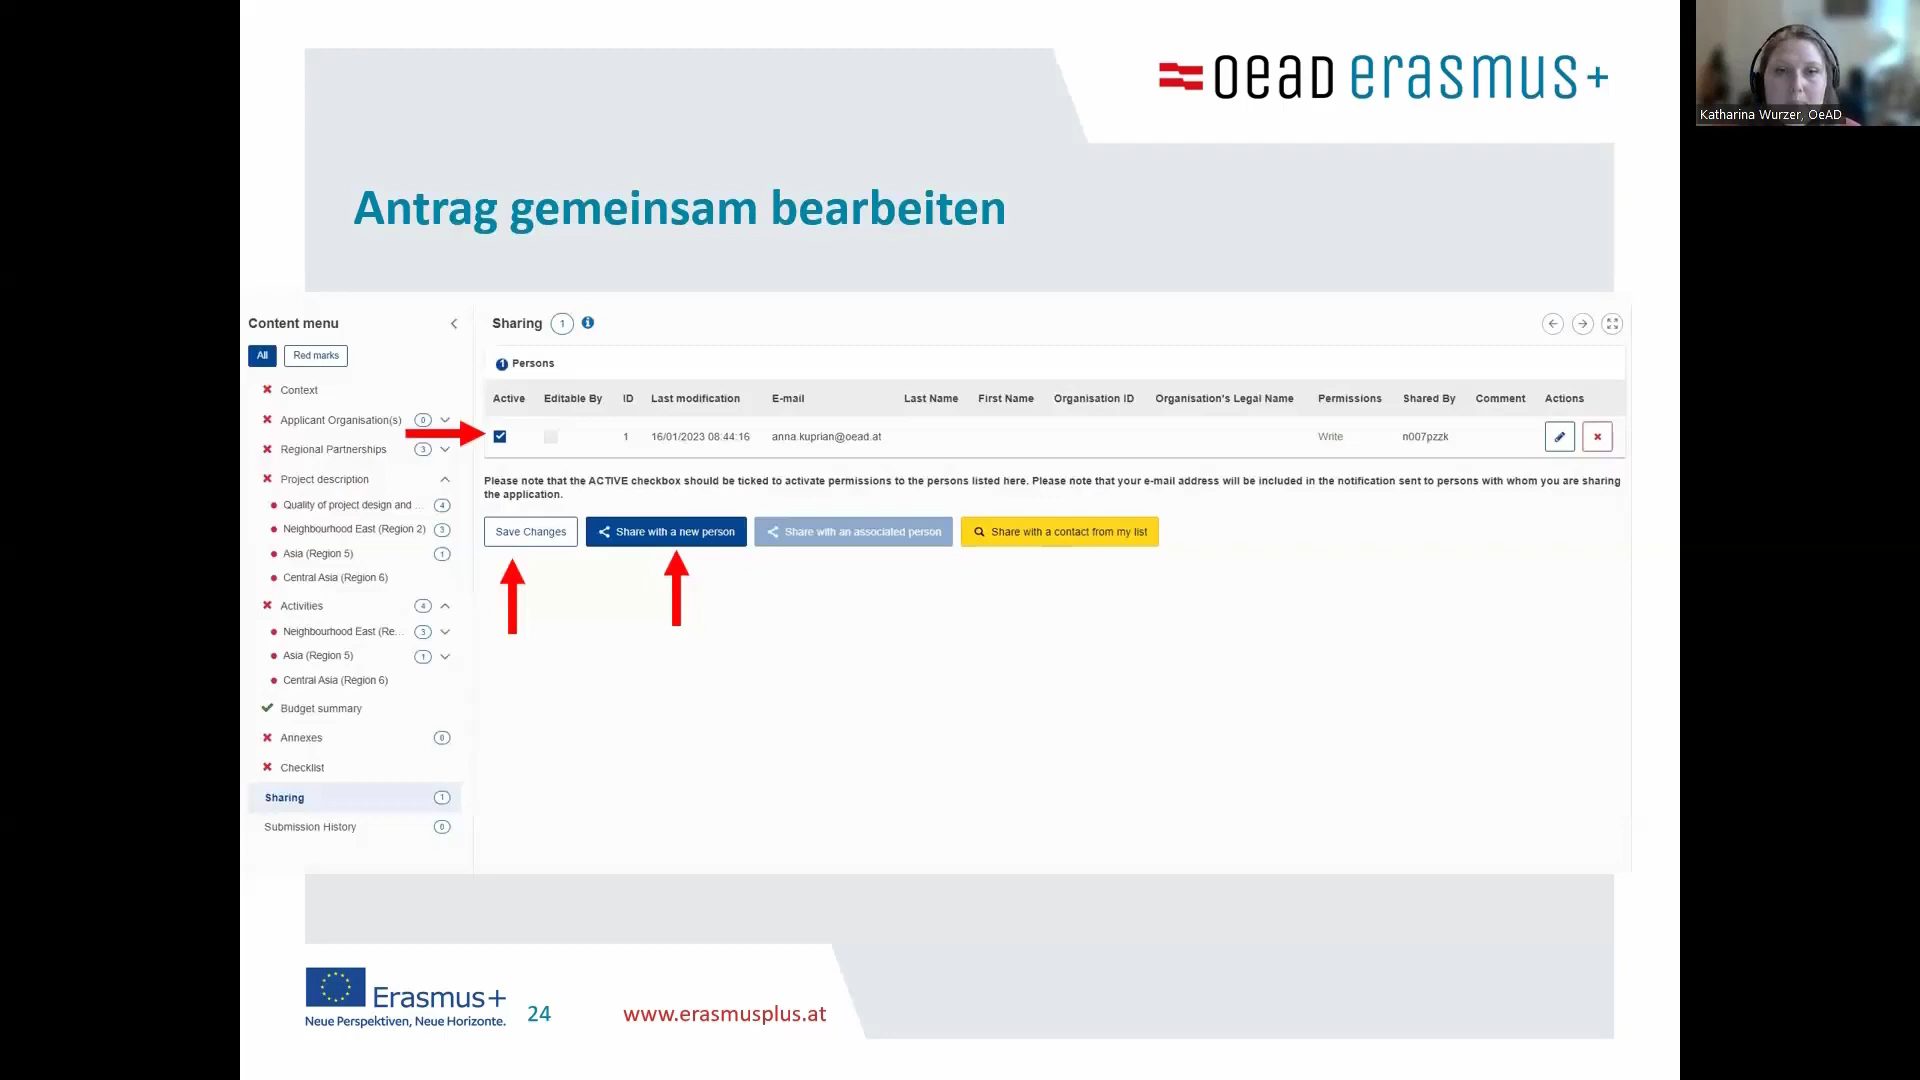 oead erasmus+
Katharina Wurzer, OeAD
Antrag gemeinsam bearbeiten
Content menu
All
Red marks
Context
Applicant Organisation(s) 0
Regional Partnerships 3
Project description
Quality of project design and ... 4
Neighbourhood East (Region 2) 3
Asia (Region 5) 1
Central Asia (Region 6)
Activities 4
Neighbourhood East (Re... 3
Asia (Region 5) 1
Central Asia (Region 6)
Budget summary
Annexes 0
Checklist
Sharing 1
Submission History 0
Sharing 1
1 Persons
Active Editable By ID Last modification E-mail Last Name First Name Organisation ID Organisation's Legal Name Permissions Shared By Comment Actions
1 16/01/2023 08:44:16 anna.kuprian@oead.at Write n007pzzk
Please note that the ACTIVE checkbox should be ticked to activate permissions to the persons listed here. Please note that your e-mail address will be included in the notification sent to persons with whom you are sharing
the application.
Save Changes
Share with a new person
Share with an associated person
Share with a contact from my list
Erasmus+
Neue Perspektiven, Neue Horizonte.
24
www.erasmusplus.at